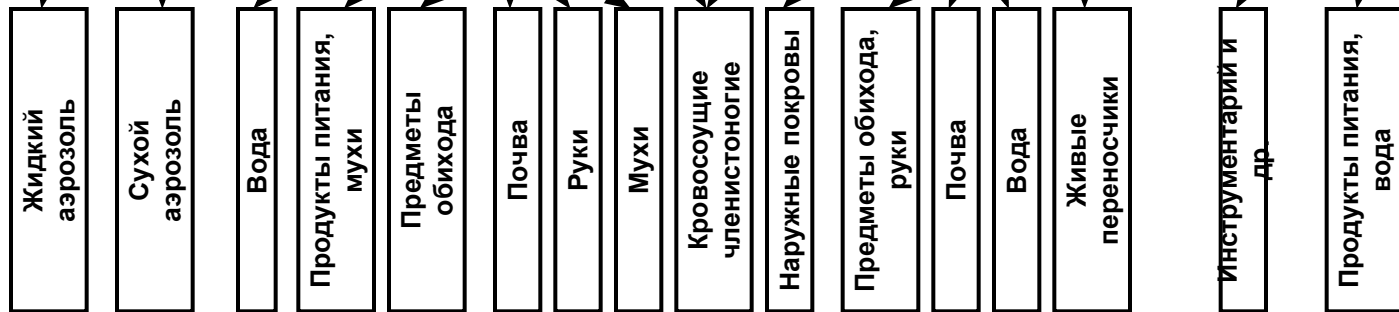 Жидкий
аэрозоль
Сухой
аэрозоль
Вода
Продукты питания,
мухи
Предметы
обихода
Почва
Руки
Мухи
Кровососущие
членистоногие
Наружные покровы
Предметы обихода,
руки
Почва
Вода
Живые
переносчики
Инструментарий и
др.
Продукты питания,
вода